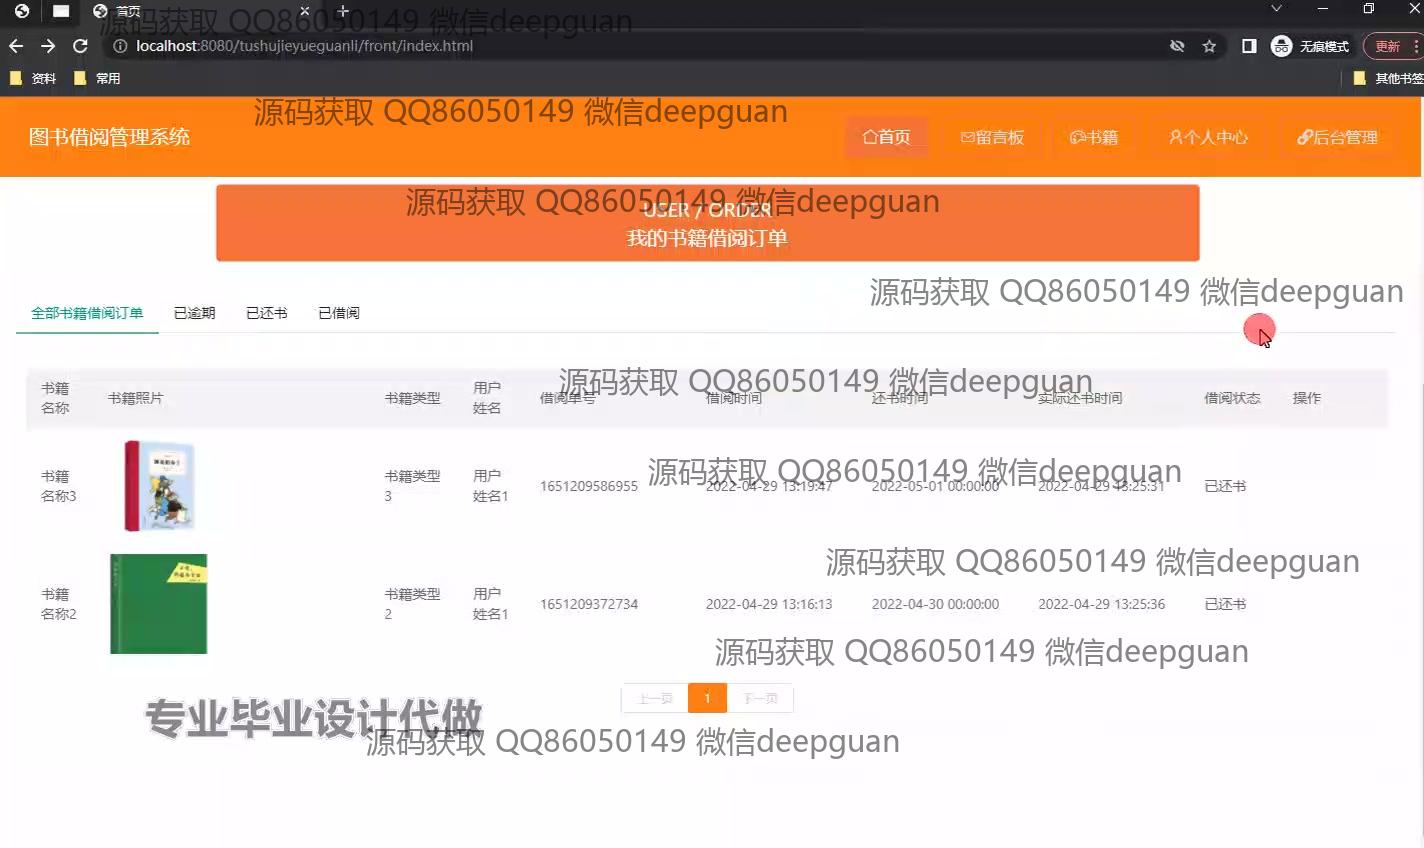 首页
源码获取 QQ86050149 微信deepguan
localhost:8080/tushujieyueguanli/front/index.html
无痕模式
更新
资料
常用
其他书签
源码获取 QQ86050149 微信deepguan
图书借阅管理系统
首页
留言板
书籍
个人中心
后台管理
源码获取 QQ86050149 微信deepguan
USER / ORDER
我的书籍借阅订单
源码获取 QQ86050149 微信deepguan
全部书籍借阅订单
已逾期
已还书
已借阅
源码获取 QQ86050149 微信deepguan
书籍名称
书籍照片
书籍类型
用户姓名
借阅单号
借阅时间
还书时间
实际还书时间
借阅状态
操作
源码获取 QQ86050149 微信deepguan
书籍名称3
书籍类型3
用户姓名1
1651209586955
2022-04-29 13:19:47
2022-05-01 00:00:00
2022-04-29 13:25:31
已还书
源码获取 QQ86050149 微信deepguan
书籍名称2
书籍类型2
用户姓名1
1651209372734
2022-04-29 13:16:13
2022-04-30 00:00:00
2022-04-29 13:25:36
已还书
源码获取 QQ86050149 微信deepguan
上一页
1
下一页
专业毕业设计代做
源码获取 QQ86050149 微信deepguan